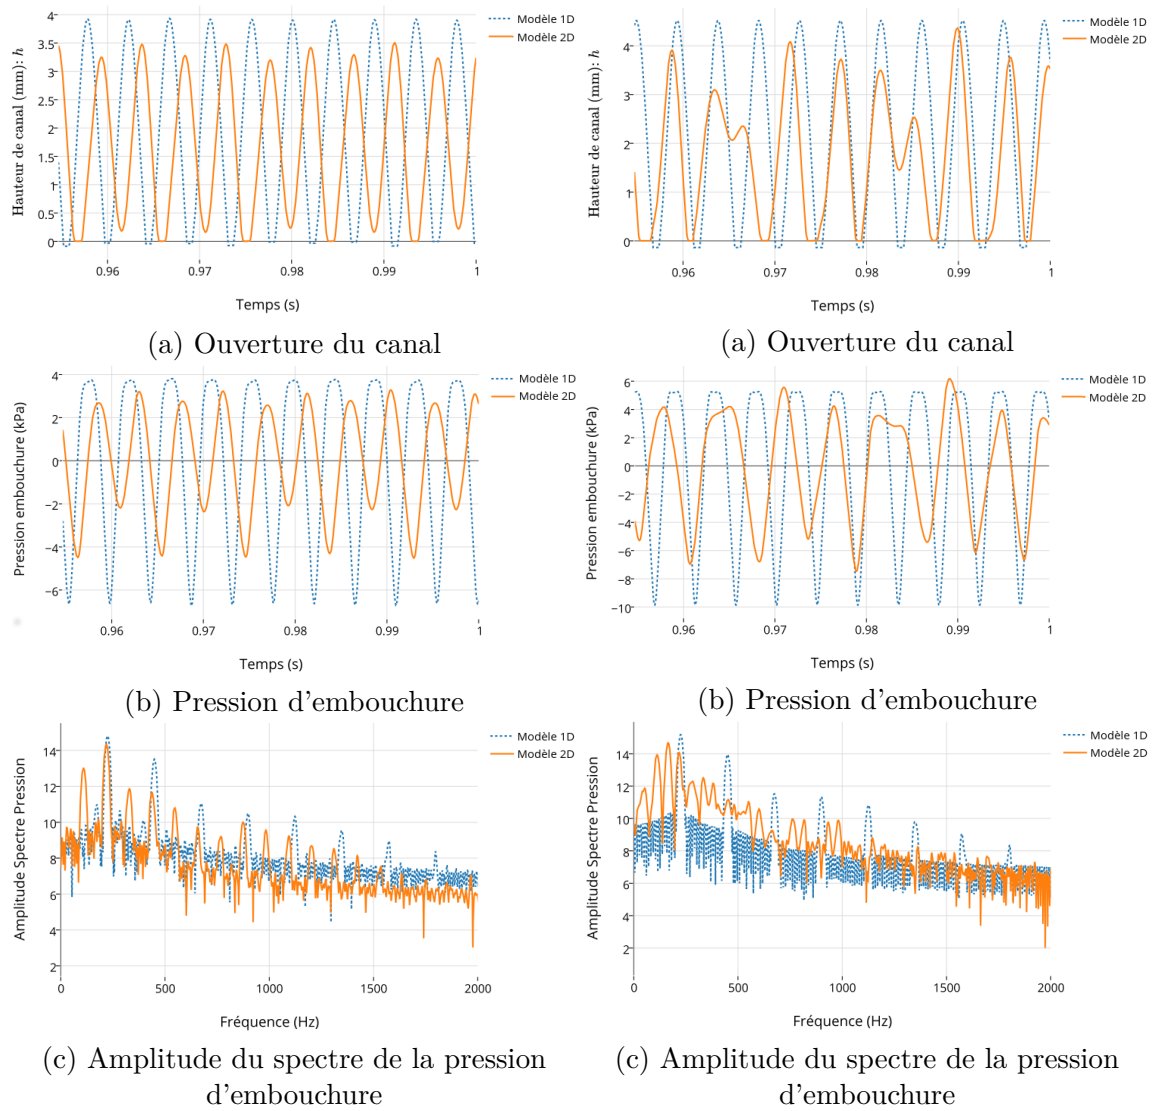 Modèle 1D
Modèle 2D
Hauteur de canal (mm): h
4
3.5
3
2.5
2
1.5
1
0.5
0
0.96
0.97
0.98
0.99
1
Temps (s)
(a) Ouverture du canal
Modèle 1D
Modèle 2D
Hauteur de canal (mm): h
4
3
2
1
0
0.96
0.97
0.98
0.99
1
Temps (s)
(a) Ouverture du canal
Modèle 1D
Modèle 2D
Pression embouchure (kPa)
4
2
0
−2
−4
−6
0.96
0.97
0.98
0.99
1
Temps (s)
(b) Pression d'embouchure
Modèle 1D
Modèle 2D
Pression embouchure (kPa)
6
4
2
0
−2
−4
−6
−8
−10
0.96
0.97
0.98
0.99
1
Temps (s)
(b) Pression d'embouchure
Modèle 1D
Modèle 2D
Amplitude Spectre Pression
14
12
10
8
6
4
2
0
500
1000
1500
2000
Fréquence (Hz)
(c) Amplitude du spectre de la pression
d'embouchure
Modèle 1D
Modèle 2D
Amplitude Spectre Pression
14
12
10
8
6
4
2
0
500
1000
1500
2000
Fréquence (Hz)
(c) Amplitude du spectre de la pression
d'embouchure